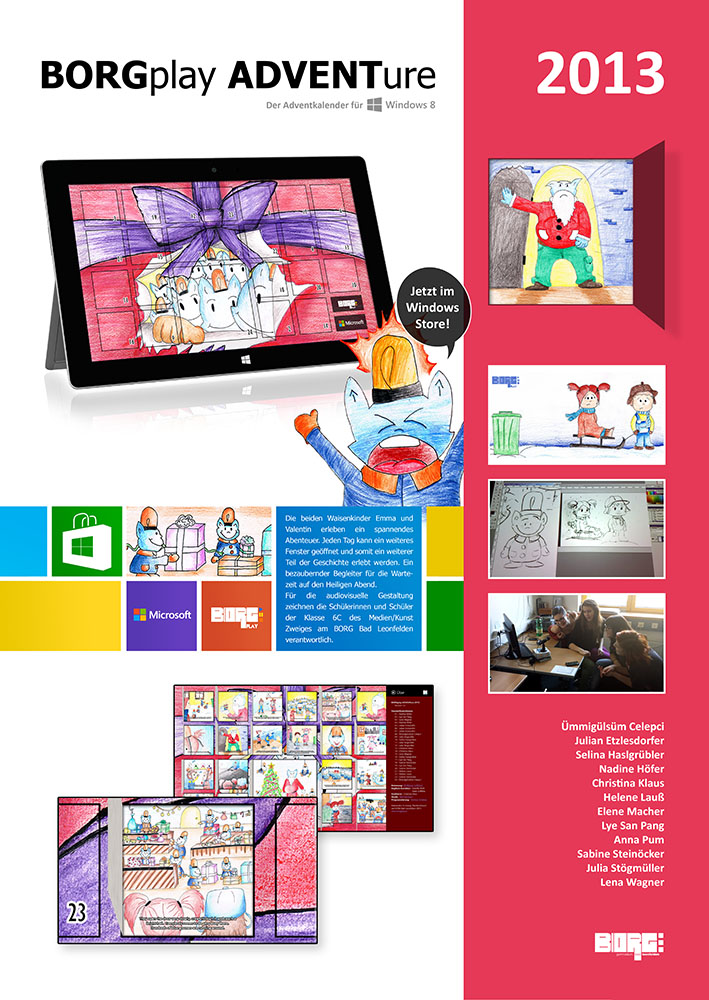 BORGplay ADVENTure
Der Adventkalender für Windows 8
2013
Jetzt im
Windows
Store!
BORG
Microsoft
BORG
Die beiden Waisenkinder Emma und
Valentin erleben ein spannendes
Abenteuer. Jeden Tag kann ein weiteres
Fenster geöffnet und somit ein weiterer
Teil der Geschichte erlebt werden. Ein
bezaubernder Begleiter für die Warte-
zeit auf den Heiligen Abend.
Für die audiovisuelle Gestaltung
zeichnen die Schülerinnen und Schüler
der Klasse 6C des Medien/Kunst
Zweiges am BORG Bad Leonfelden
verantwortlich.
Microsoft
BORG
PLAY
Über
23
Ümmigülsüm Celepci
Julian Etzlesdorfer
Selina Haslgrübler
Nadine Höfer
Christina Klaus
Helene Lauß
Elene Macher
Lye San Pang
Anna Pum
Sabine Steinöcker
Julia Stögmüller
Lena Wagner
BORG